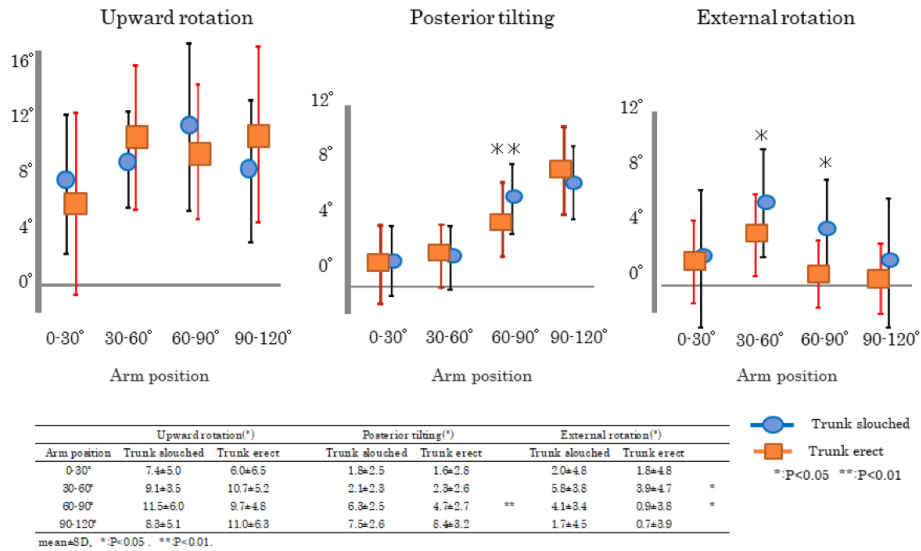 Upward rotation
16°
12°
8°
4°
0°
0-30° 30-60° 60-90° 90-120°
Arm position
Posterior tilting
12°
8°
4°
0°
**
0-30° 30-60° 60-90° 90-120°
Arm position
External rotation
12°
8°
4°
0°
*
*
0-30° 30-60° 60-90° 90-120°
Arm position
Trunk slouched
Trunk erect
*:P<0.05 **:P<0.01
Upward rotation(°) Posterior tilting(°) External rotation(°)
Arm position Trunk slouched Trunk erect Trunk slouched Trunk erect Trunk slouched Trunk erect
0-30° 7.4±5.0 6.0±6.5 1.8±2.5 1.6±2.8 2.0±4.8 1.8±4.8
30-60° 9.1±3.5 10.7±5.2 2.1±2.3 2.3±2.6 5.8±3.8 3.9±4.7 *
60-90° 11.5±6.0 9.7±4.8 6.3±2.5 4.7±2.7 ** 4.1±3.4 0.9±3.8 *
90-120° 8.3±5.1 11.0±6.3 7.5±2.6 8.4±3.2 1.7±4.5 0.7±3.9
mean±SD, *:P<0.05 . **:P<0.01.